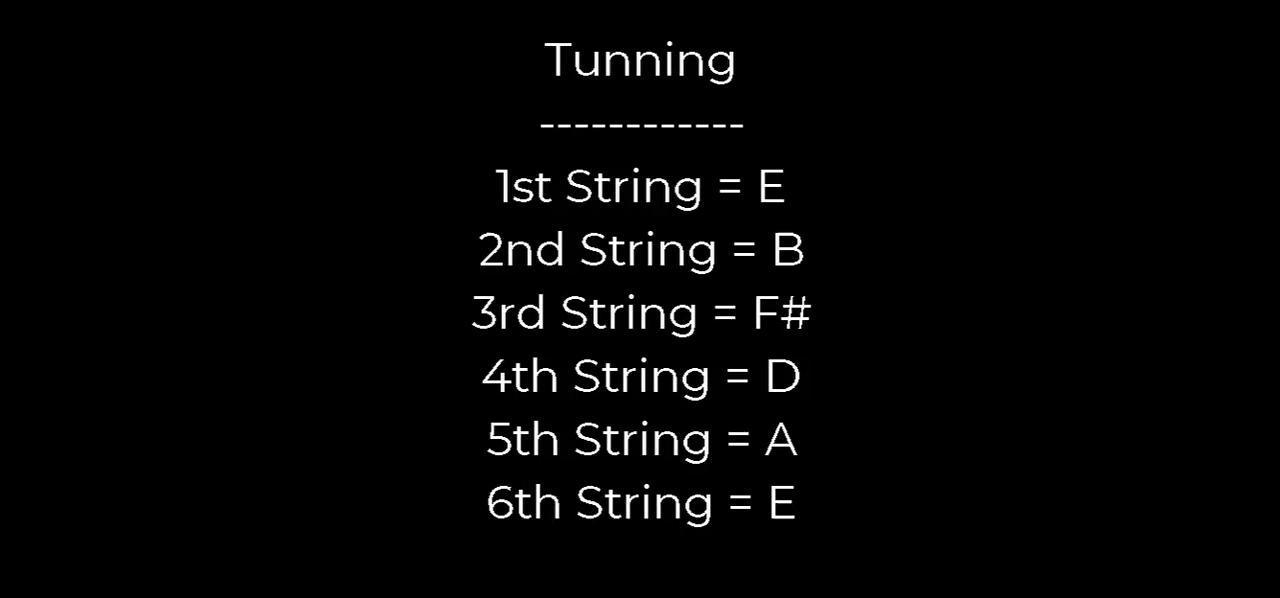 Tunning
------------
1st String = E
2nd String = B
3rd String = F#
4th String = D
5th String = A
6th String = E